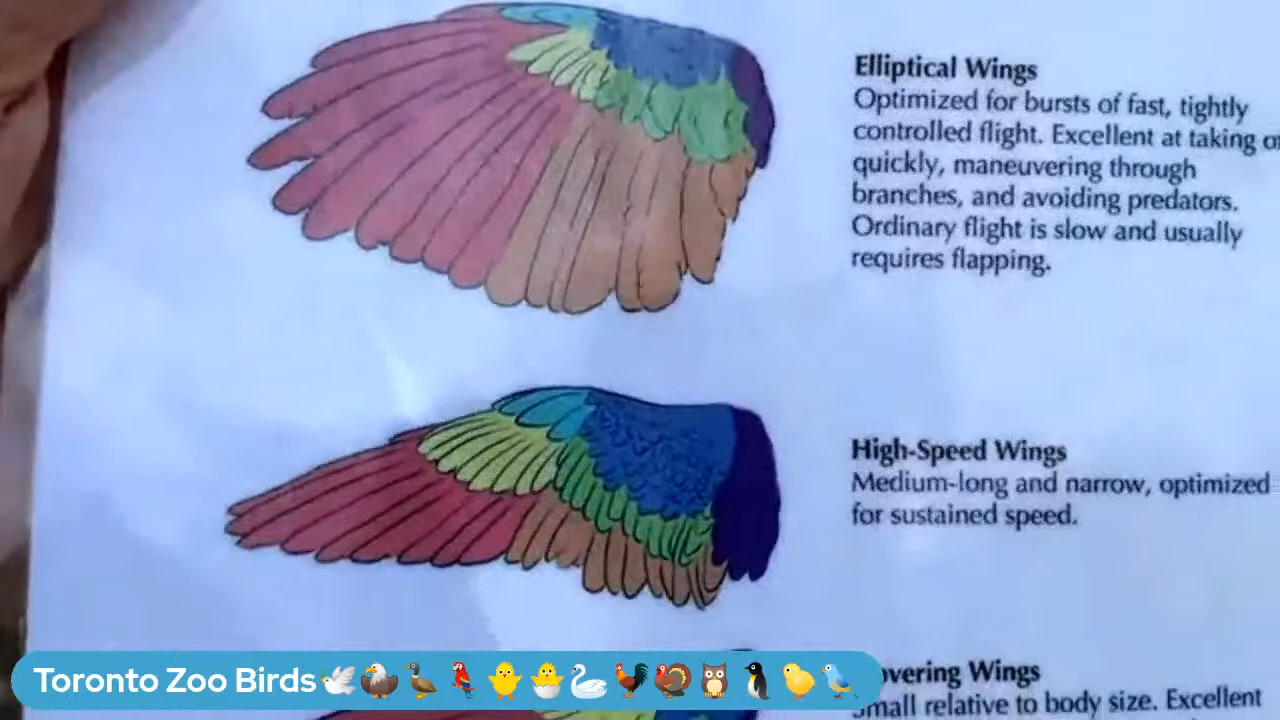 Elliptical Wings
Optimized for bursts of fast, tightly
controlled flight. Excellent at taking
quickly, maneuvering through
branches, and avoiding predators.
Ordinary flight is slow and usually
requires flapping.
High-Speed Wings
Medium-long and narrow, optimized
for sustained speed.
Wings
Small relative to body size. Excellent
Toronto Zoo Birds